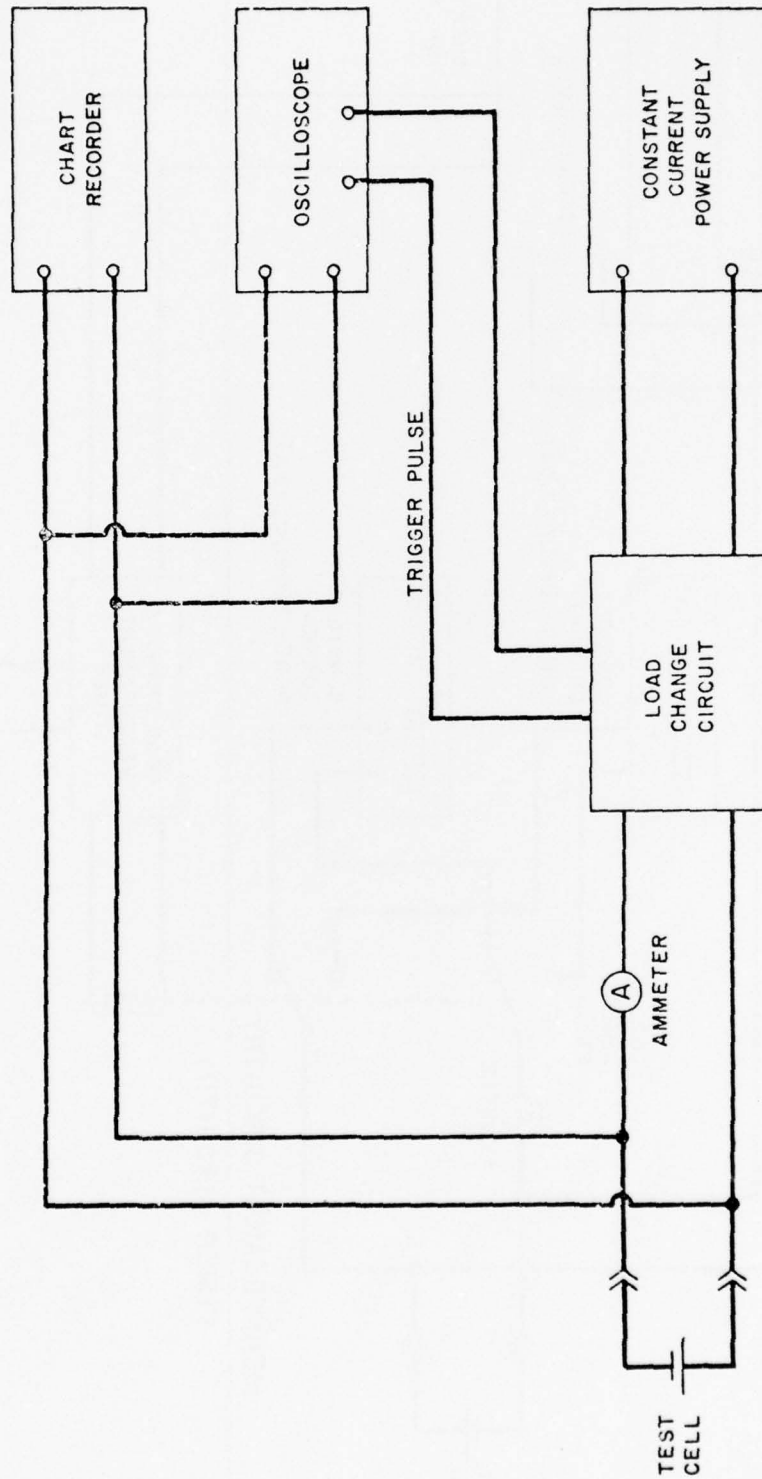 CHART
RECORDER
OSCILLOSCOPE
CONSTANT
CURRENT
POWER SUPPLY
TRIGGER PULSE
LOAD
CHANGE
CIRCUIT
A
AMMETER
TEST
CELL